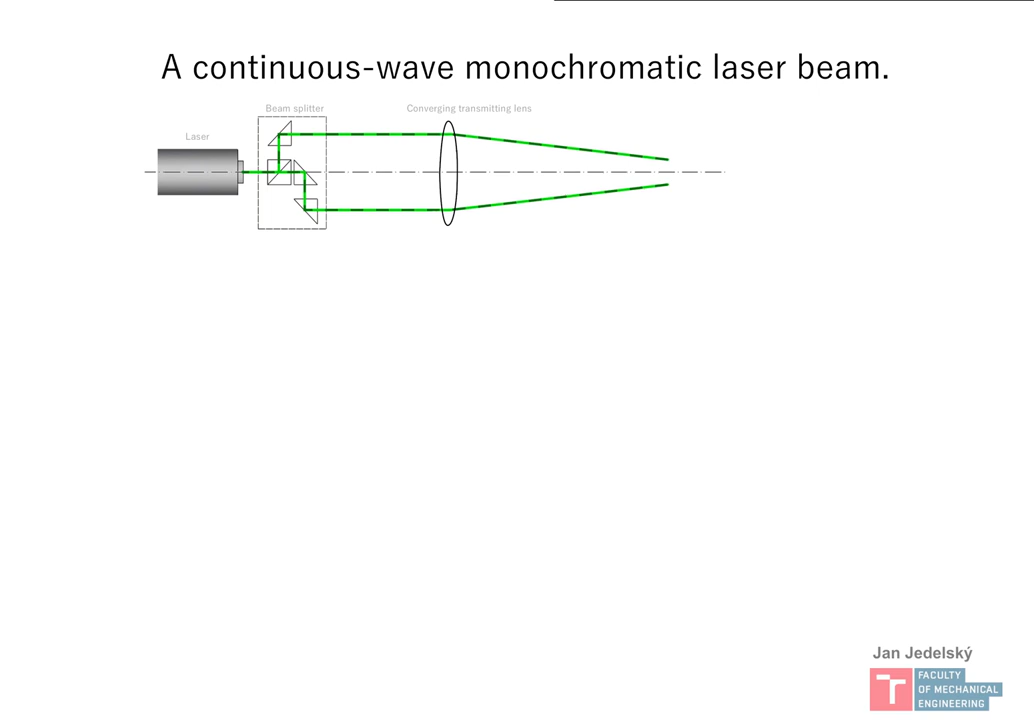 A continuous-wave monochromatic laser beam.
Beam splitter
Converging transmitting lens
Laser
Jan Jedelský
FACULTY
OF MECHANICAL
ENGINEERING